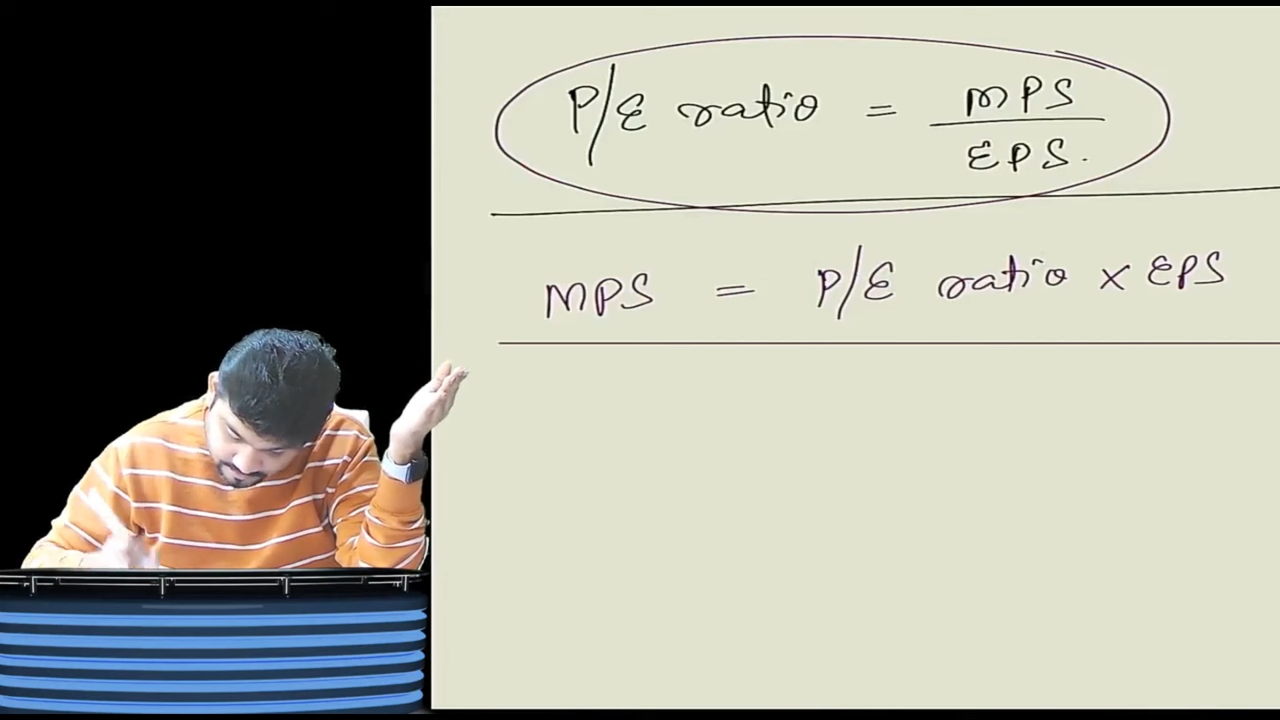 P/E ratio = MPS / EPS.
MPS = P/E ratio x EPS